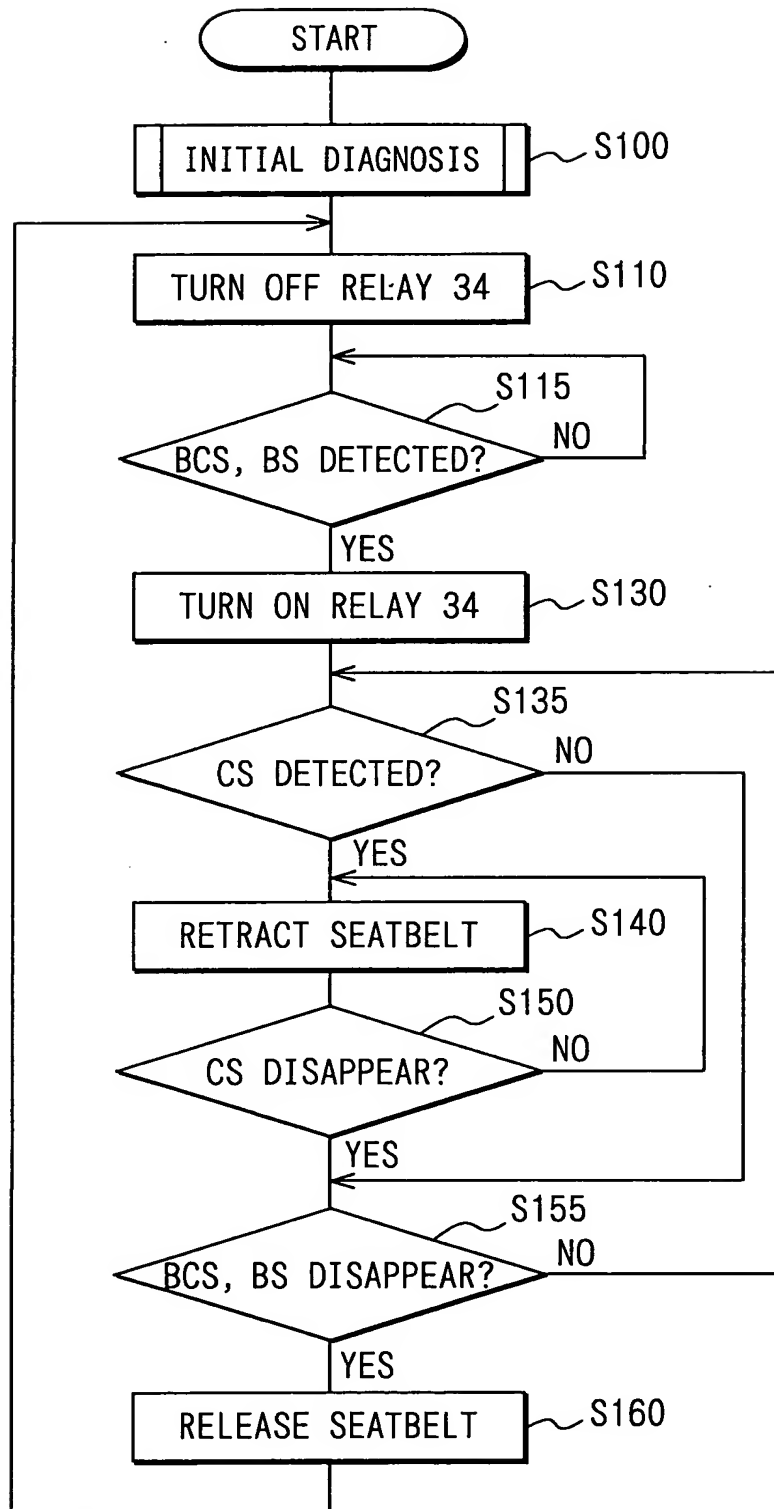 START
INITIAL DIAGNOSIS
S100
TURN OFF RELAY 34
S110
S115
BCS, BS DETECTED?
NO
YES
TURN ON RELAY 34
S130
S135
CS DETECTED?
NO
YES
RETRACT SEATBELT
S140
S150
CS DISAPPEAR?
NO
YES
S155
BCS, BS DISAPPEAR?
NO
YES
RELEASE SEATBELT
S160